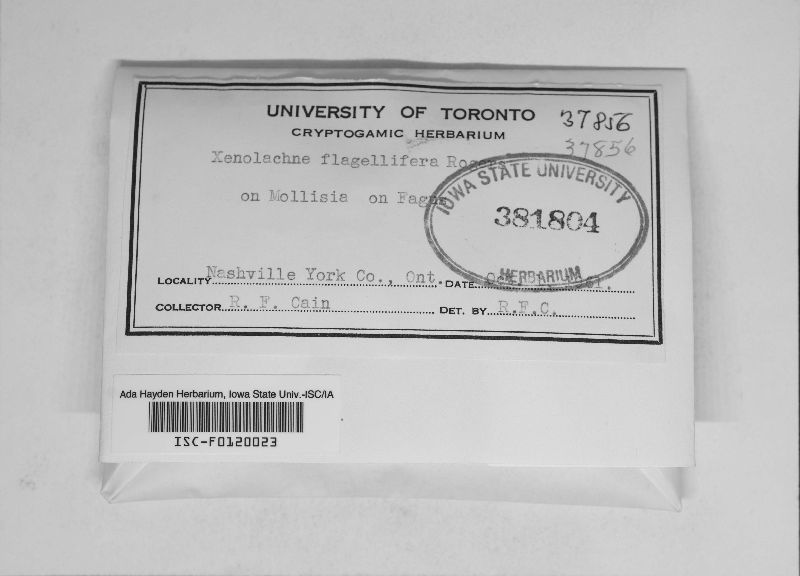 UNIVERSITY OF TORONTO 37856
CRYPTOGAMIC HERBARIUM 37856
Xenolachne flagellifera Rogers
on Mollisia on Fagus
IOWA STATE UNIVERSITY
381804
HERBARIUM
LOCALITY Nashville York Co., Ont. DATE
COLLECTOR R. F. Cain DET. BY R.F.C.
Ada Hayden Herbarium, Iowa State Univ.-ISC/IA
ISC-F0120023